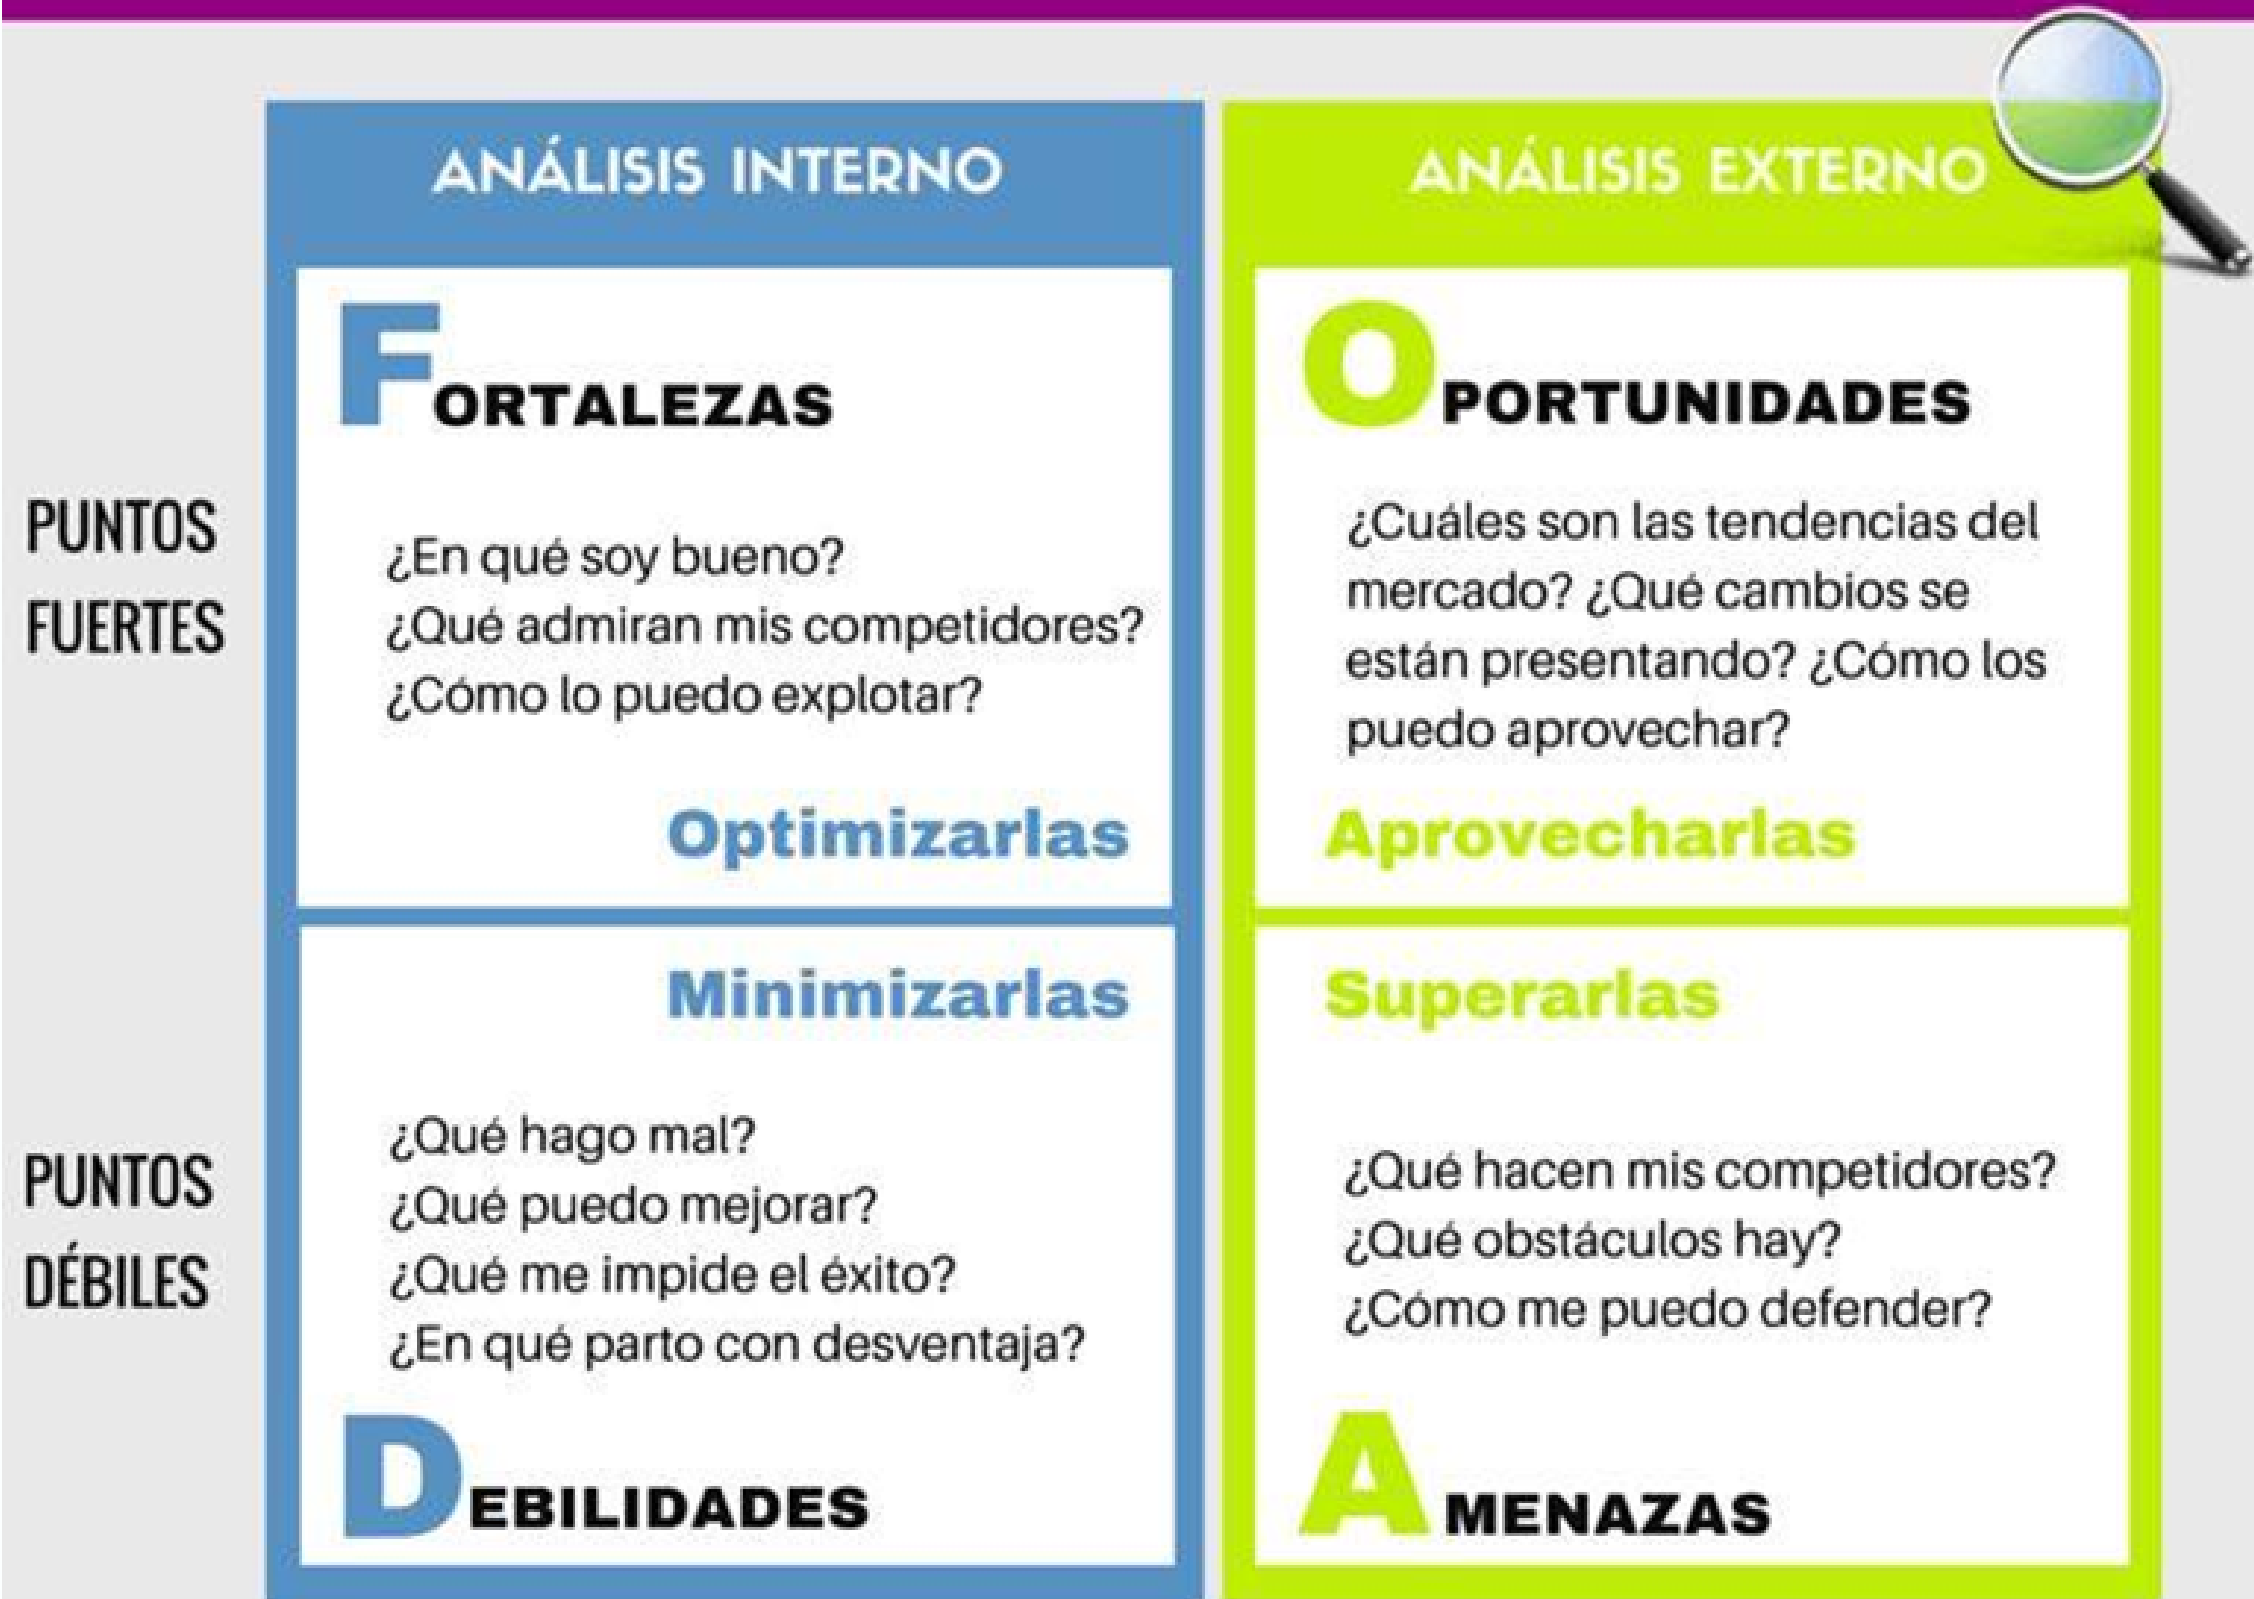 ANÁLISIS INTERNO
ANÁLISIS EXTERNO
PUNTOS
FUERTES
FORTALEZAS
¿En qué soy bueno?
¿Qué admiran mis competidores?
¿Cómo lo puedo explotar?
Optimizarlas
OPORTUNIDADES
¿Cuáles son las tendencias del
mercado? ¿Qué cambios se
están presentando? ¿Cómo los
puedo aprovechar?
Aprovecharlas
PUNTOS
DÉBILES
Minimizarlas
¿Qué hago mal?
¿Qué puedo mejorar?
¿Qué me impide el éxito?
¿En qué parto con desventaja?
DEBILIDADES
Superarlas
¿Qué hacen mis competidores?
¿Qué obstáculos hay?
¿Cómo me puedo defender?
AMENAZAS